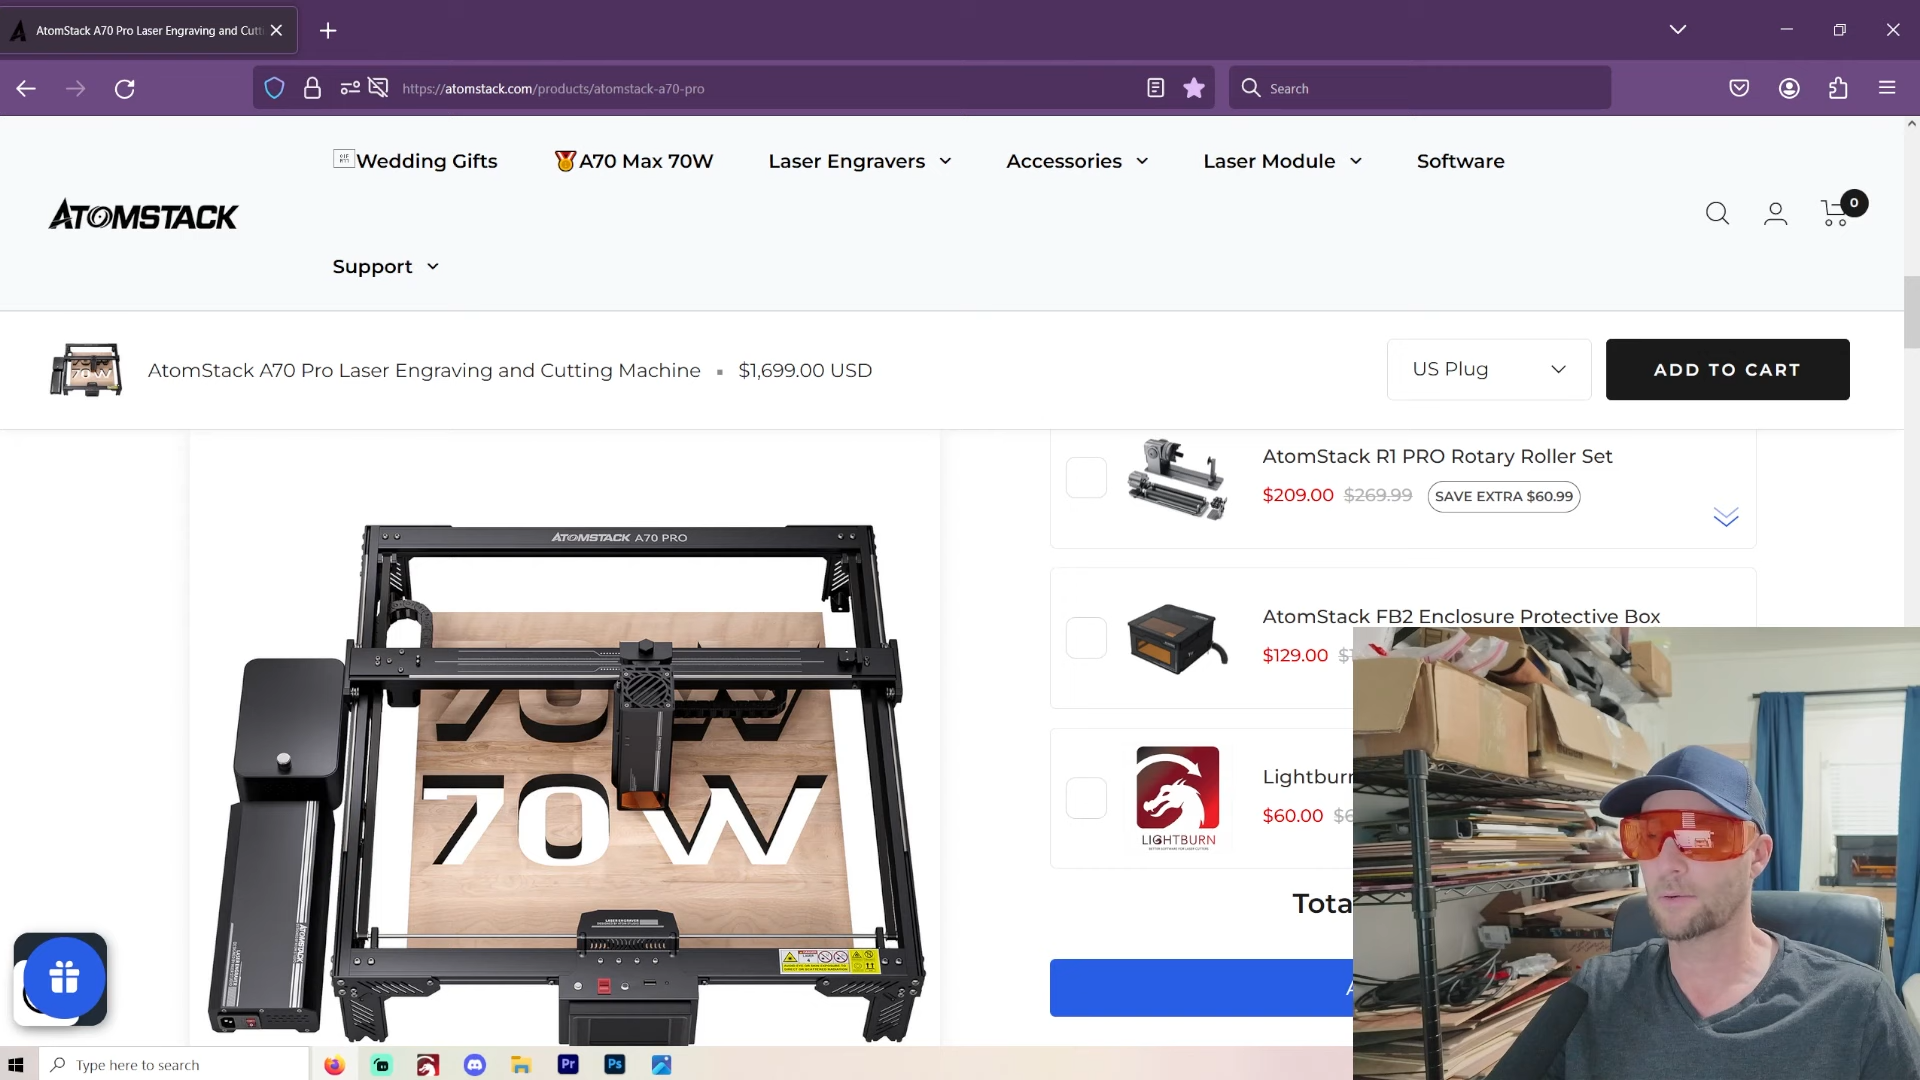 AtomStack A70 Pro Laser Engraving and Cutti
https://atomstack.com/products/atomstack-a70-pro
Search
Wedding Gifts
A70 Max 70W
Laser Engravers
Accessories
Laser Module
Software
ATOMSTACK
0
Support
AtomStack A70 Pro Laser Engraving and Cutting Machine
$1,699.00 USD
US Plug
ADD TO CART
AtomStack R1 PRO Rotary Roller Set
$209.00 $269.99 SAVE EXTRA $60.99
ATOMSTACK A70 PRO
AtomStack FB2 Enclosure Protective Box
$129.00
70W
Lightburn
$60.00
LIGHTBURN
Tota
Type here to search
Pr
Ps